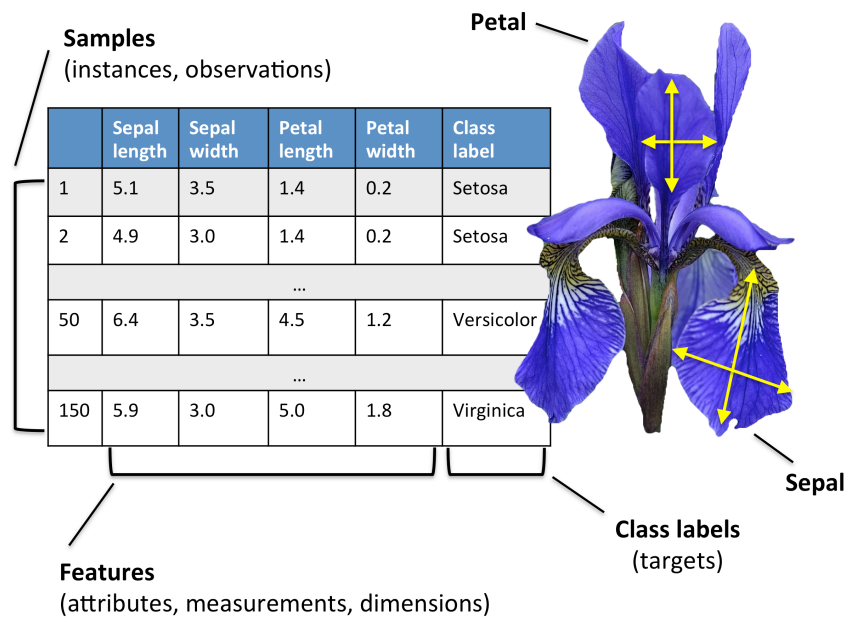 Petal
Samples
(instances, observations)
Sepal length Sepal width Petal length Petal width Class label
1 5.1 3.5 1.4 0.2 Setosa
2 4.9 3.0 1.4 0.2 Setosa
...
50 6.4 3.5 4.5 1.2 Versicolor
...
150 5.9 3.0 5.0 1.8 Virginica
Sepal
Class labels
(targets)
Features
(attributes, measurements, dimensions)